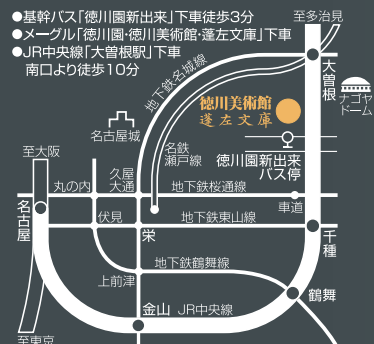 ●基幹バス「徳川園新出来」下車徒歩3分
●メーグル「徳川園・徳川美術館・蓬左文庫」下車
●JR中央線「大曽根駅」下車
南口より徒歩10分
至多治見
大曽根
地下鉄名城線
ナゴヤ
ドーム
徳川美術館
蓬左文庫
名古屋城
名鉄
瀬戸線
徳川園新出来
バス停
至大阪
久屋
大通
丸の内
地下鉄桜通線
車道
名古屋
伏見
地下鉄東山線
栄
千種
地下鉄鶴舞線
上前津
鶴舞
金山
JR中央線
至東京